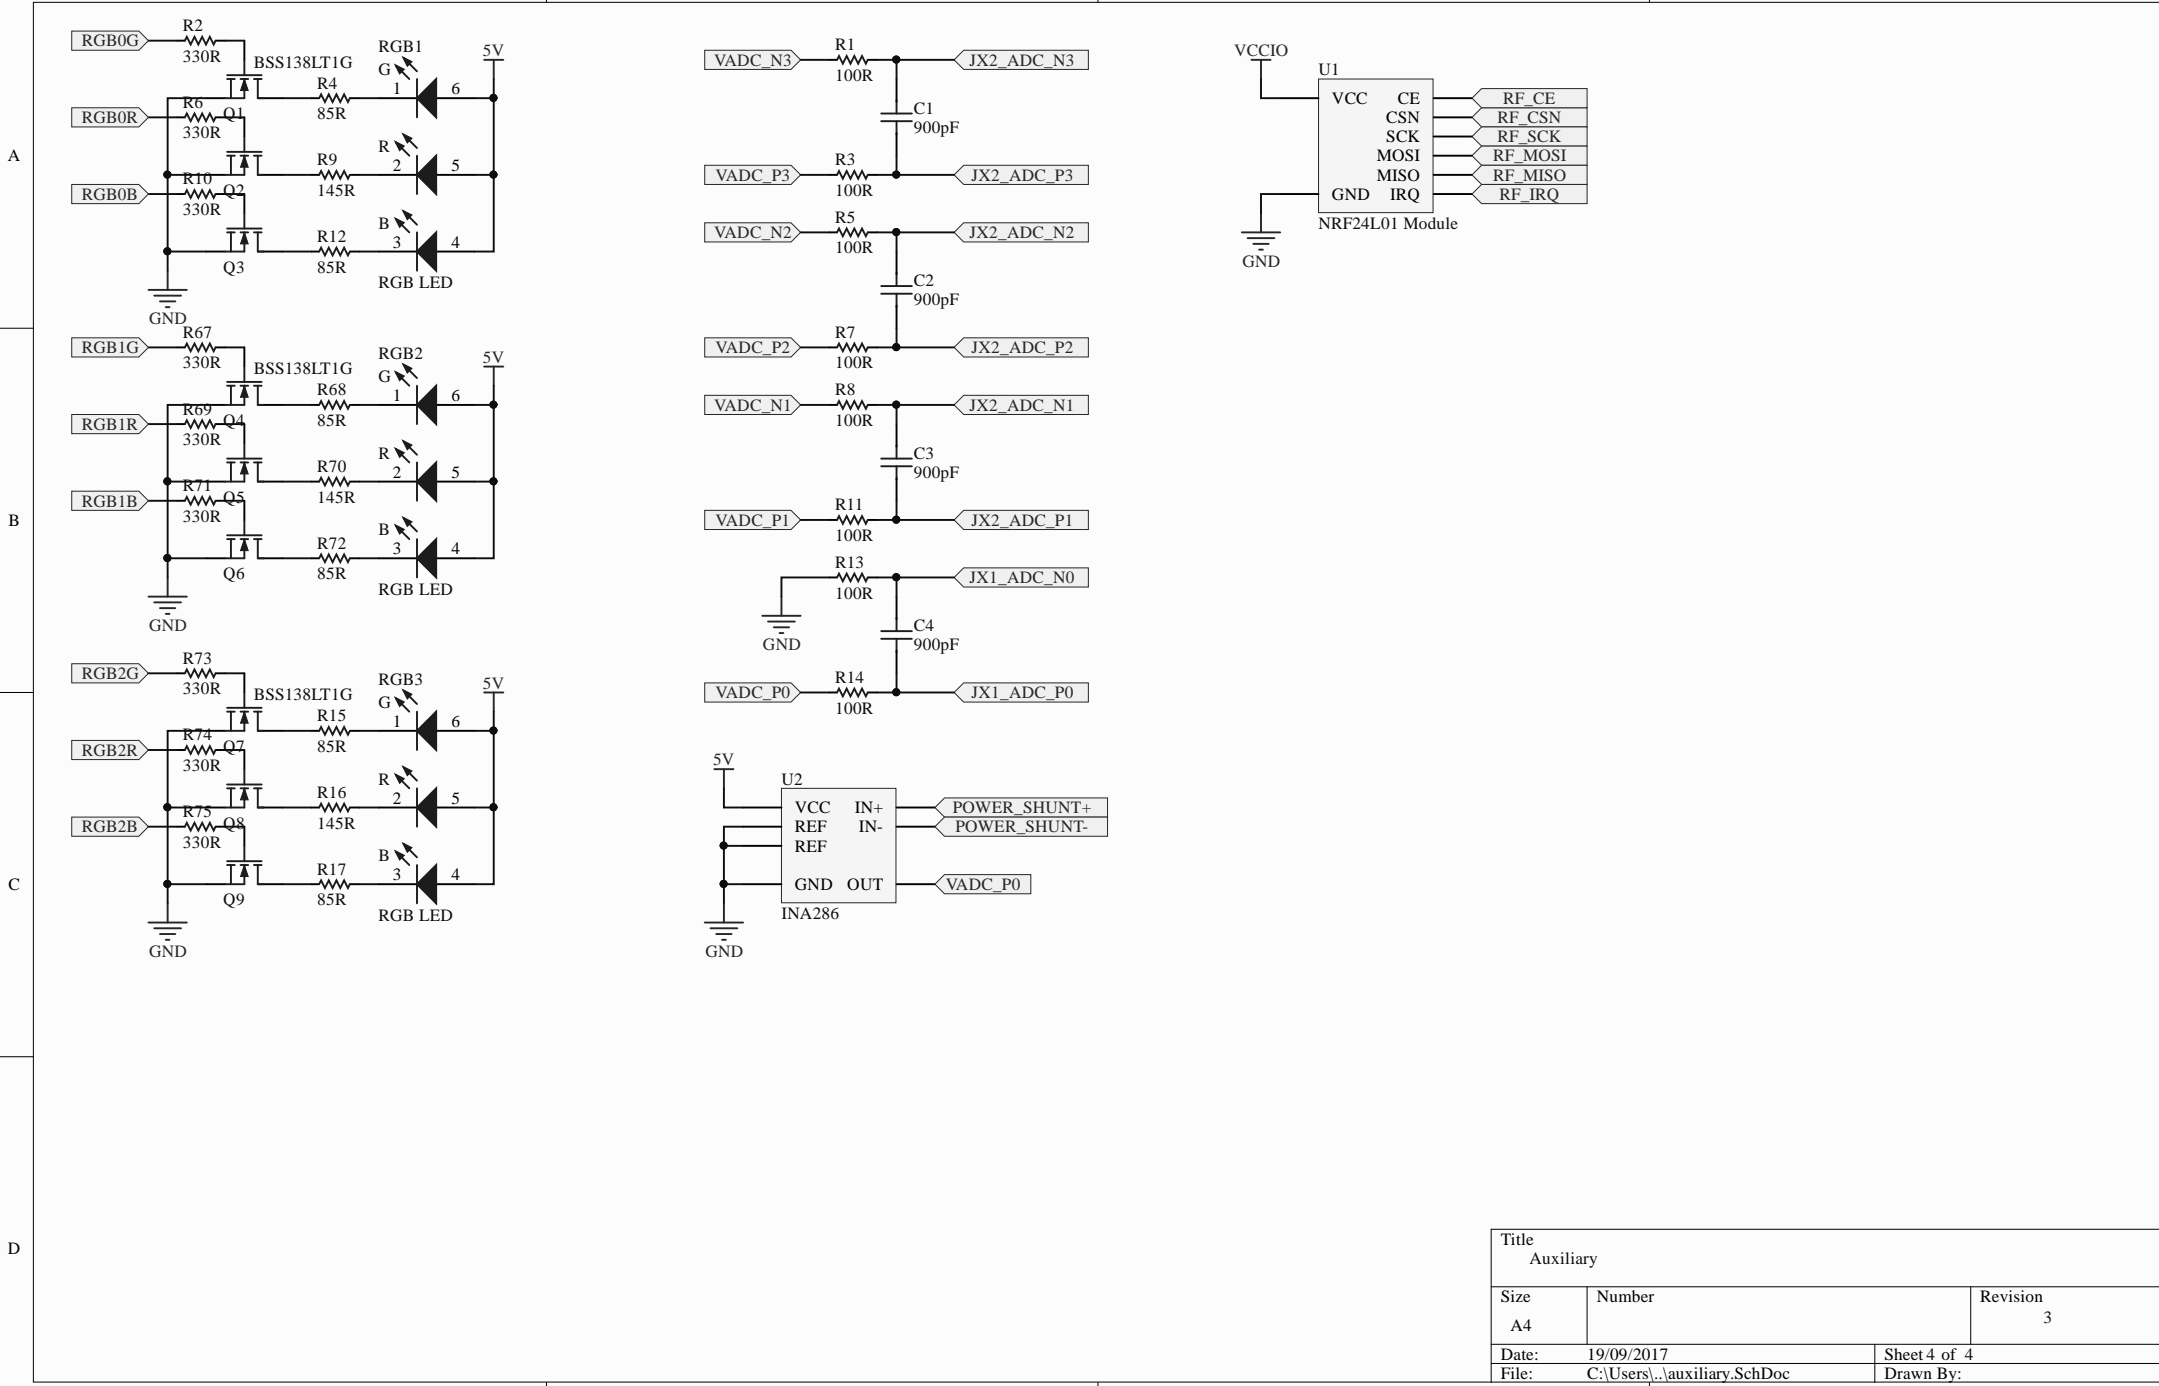 A
B
C
D
RGB0G
R2
330R
BSS138LT1G
Q1
R4
85R
RGB1
G
1
6
5V
RGB0R
R6
330R
Q2
R9
145R
R
2
5
RGB0B
R10
330R
Q3
R12
85R
B
3
4
RGB LED
GND
RGB1G
R67
330R
BSS138LT1G
Q4
R68
85R
RGB2
G
1
6
5V
RGB1R
R69
330R
Q5
R70
145R
R
2
5
RGB1B
R71
330R
Q6
R72
85R
B
3
4
RGB LED
GND
RGB2G
R73
330R
BSS138LT1G
Q7
R15
85R
RGB3
G
1
6
5V
RGB2R
R74
330R
Q8
R16
145R
R
2
5
RGB2B
R75
330R
Q9
R17
85R
B
3
4
RGB LED
GND
VADC_N3
R1
100R
JX2_ADC_N3
C1
900pF
VADC_P3
R3
100R
JX2_ADC_P3
VADC_N2
R5
100R
JX2_ADC_N2
C2
900pF
VADC_P2
R7
100R
JX2_ADC_P2
VADC_N1
R8
100R
JX2_ADC_N1
C3
900pF
VADC_P1
R11
100R
JX2_ADC_P1
R13
100R
JX1_ADC_N0
GND
C4
900pF
VADC_P0
R14
100R
JX1_ADC_P0
5V
U2
VCC IN+
POWER_SHUNT+
REF IN-
POWER_SHUNT-
REF
GND OUT
VADC_P0
INA286
GND
VCCIO
U1
VCC CE
RF_CE
CSN
RF_CSN
SCK
RF_SCK
MOSI
RF_MOSI
MISO
RF_MISO
GND IRQ
RF_IRQ
NRF24L01 Module
GND
Title
Auxiliary
Size
A4
Number
Revision
3
Date: 19/09/2017
Sheet 4 of 4
File: C:\Users\..\auxiliary.SchDoc
Drawn By: